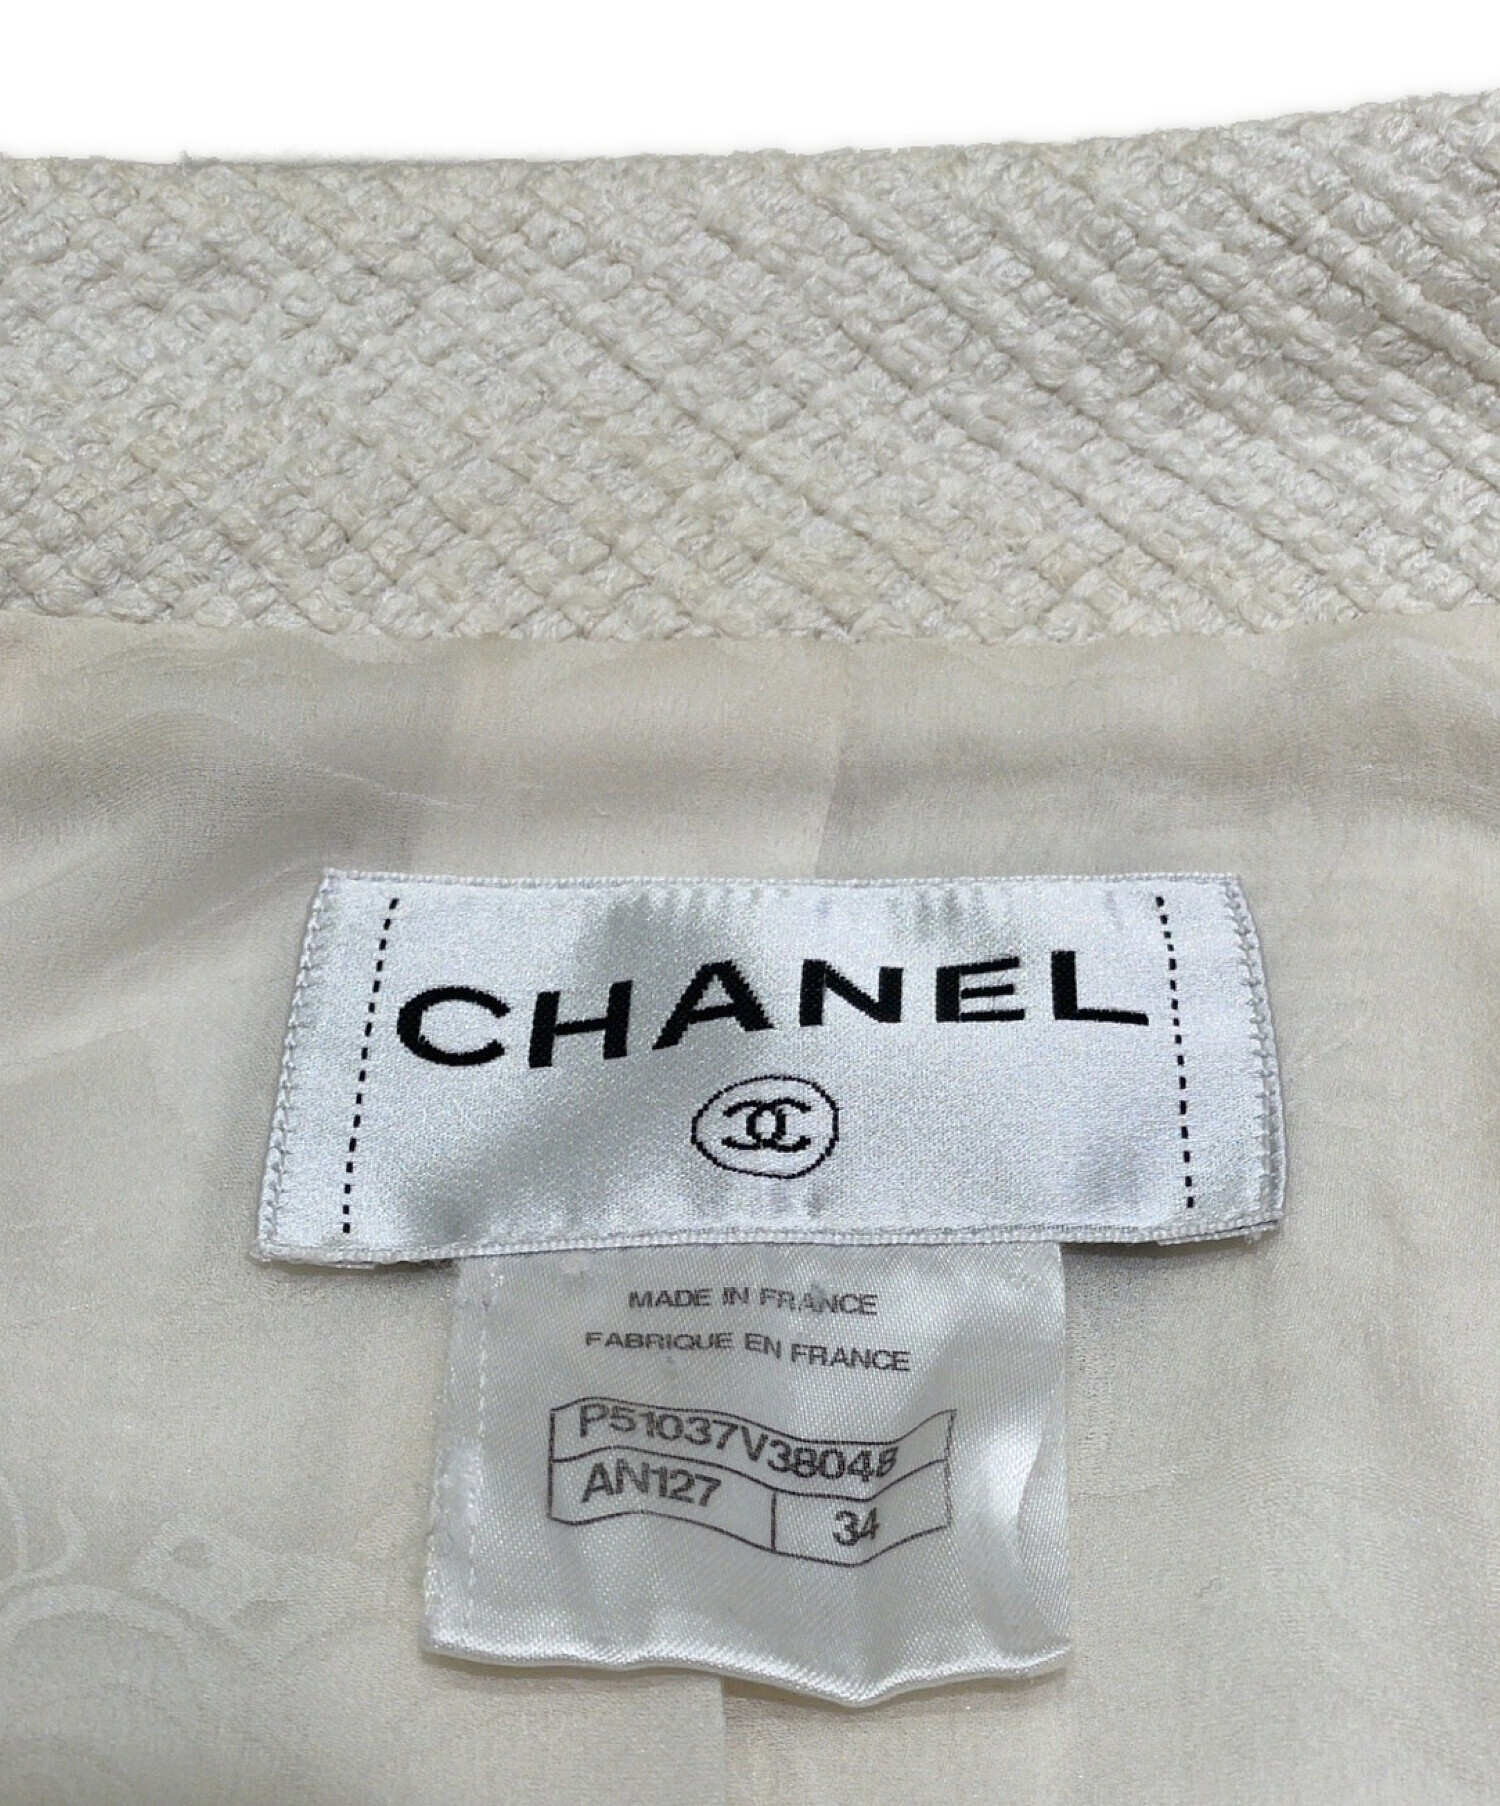 CHANEL
MADE IN FRANCE
FABRIQUE EN FRANCE
P51037V38048
AN127 34